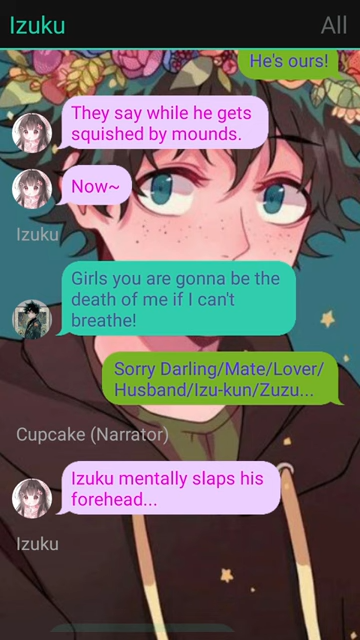 Izuku
All
He's ours!
They say while he gets
squished by mounds.
Now~
Izuku
Girls you are gonna be the
death of me if I can't
breathe!
Sorry Darling/Mate/Lover/
Husband/Izu-kun/Zuzu...
Cupcake (Narrator)
Izuku mentally slaps his
forehead...
Izuku